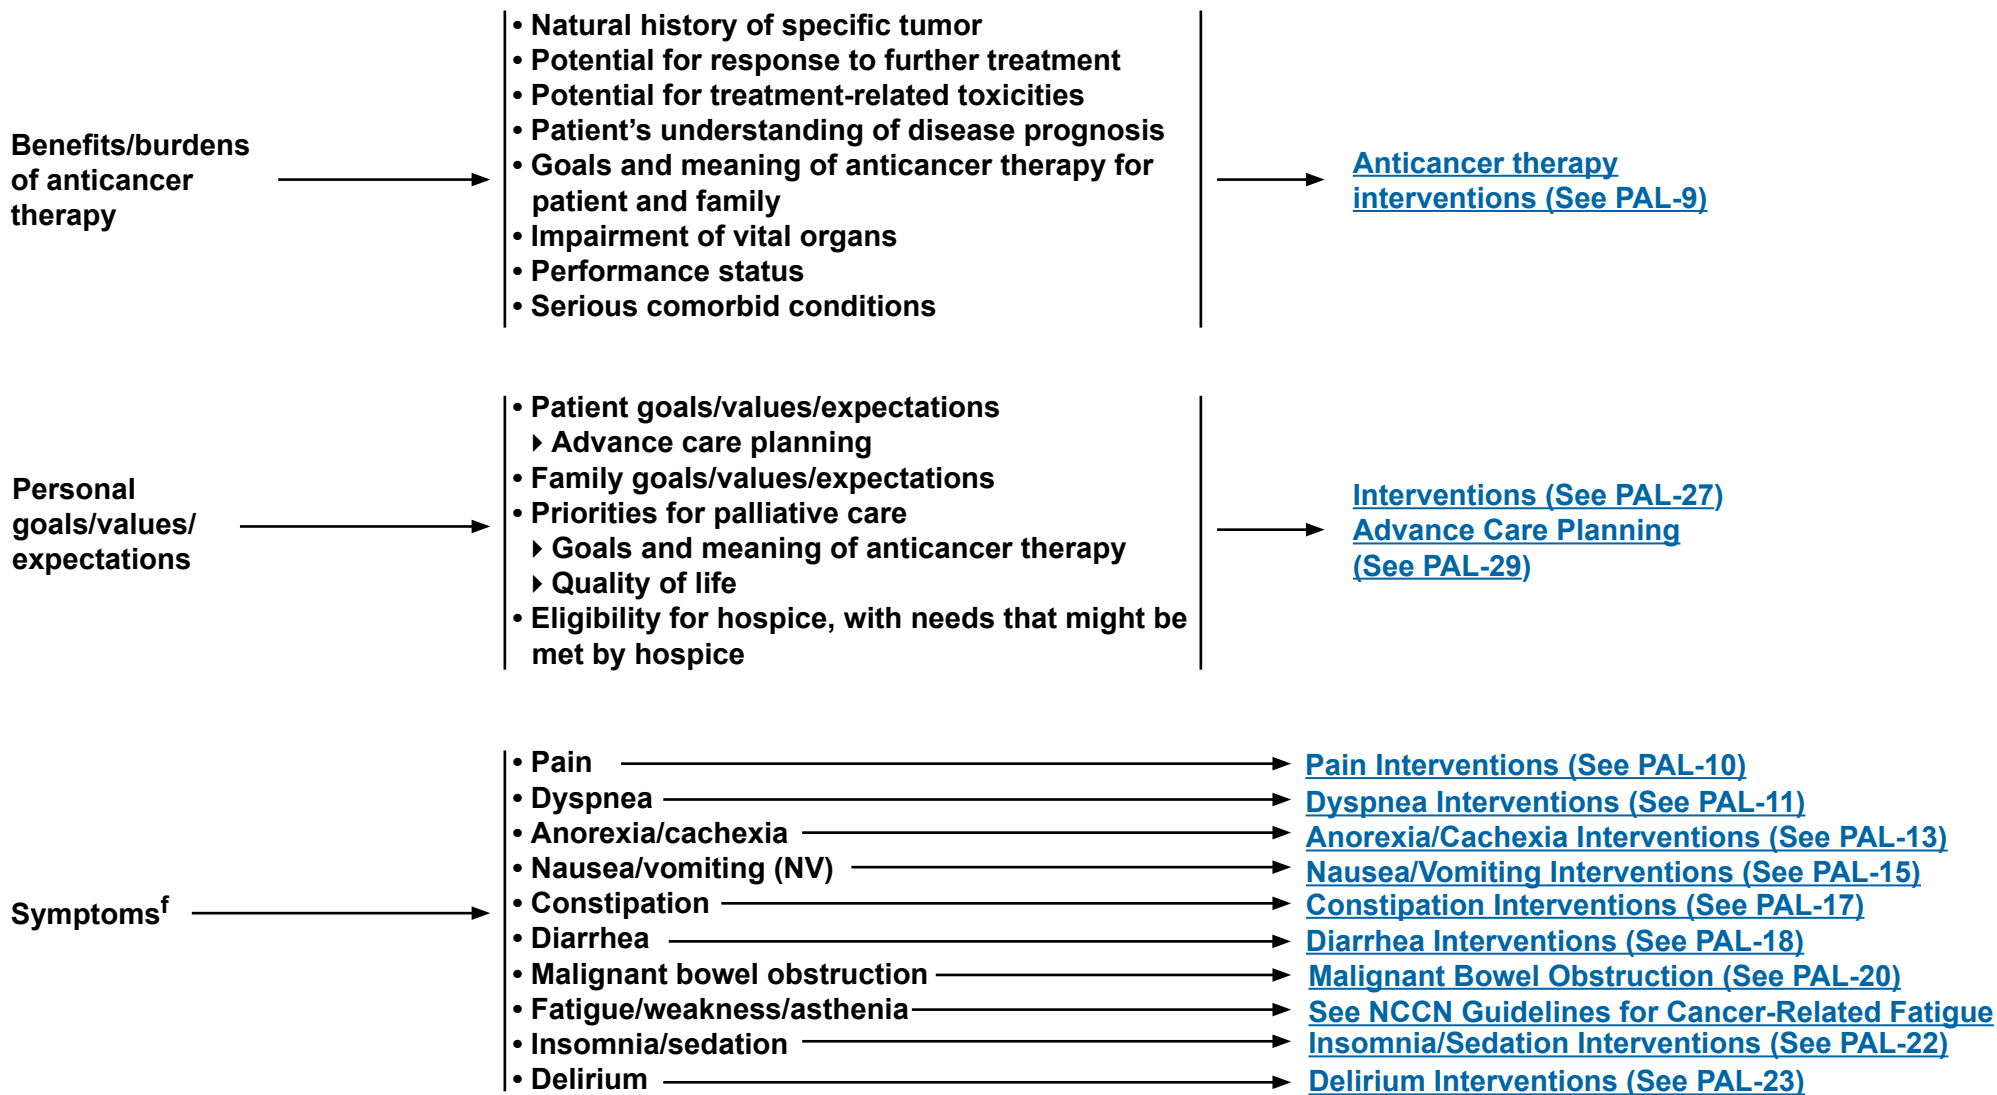 Benefits/burdens
of anticancer
therapy
• Natural history of specific tumor
• Potential for response to further treatment
• Potential for treatment-related toxicities
• Patient’s understanding of disease prognosis
• Goals and meaning of anticancer therapy for
patient and family
• Impairment of vital organs
• Performance status
• Serious comorbid conditions
Anticancer therapy
interventions (See PAL-9)
Personal
goals/values/
expectations
• Patient goals/values/expectations
▸ Advance care planning
• Family goals/values/expectations
• Priorities for palliative care
▸ Goals and meaning of anticancer therapy
▸ Quality of life
• Eligibility for hospice, with needs that might be
met by hospice
Interventions (See PAL-27)
Advance Care Planning
(See PAL-29)
Symptomsᶠ
• Pain
Pain Interventions (See PAL-10)
• Dyspnea
Dyspnea Interventions (See PAL-11)
• Anorexia/cachexia
Anorexia/Cachexia Interventions (See PAL-13)
• Nausea/vomiting (NV)
Nausea/Vomiting Interventions (See PAL-15)
• Constipation
Constipation Interventions (See PAL-17)
• Diarrhea
Diarrhea Interventions (See PAL-18)
• Malignant bowel obstruction
Malignant Bowel Obstruction (See PAL-20)
• Fatigue/weakness/asthenia
See NCCN Guidelines for Cancer-Related Fatigue
• Insomnia/sedation
Insomnia/Sedation Interventions (See PAL-22)
• Delirium
Delirium Interventions (See PAL-23)